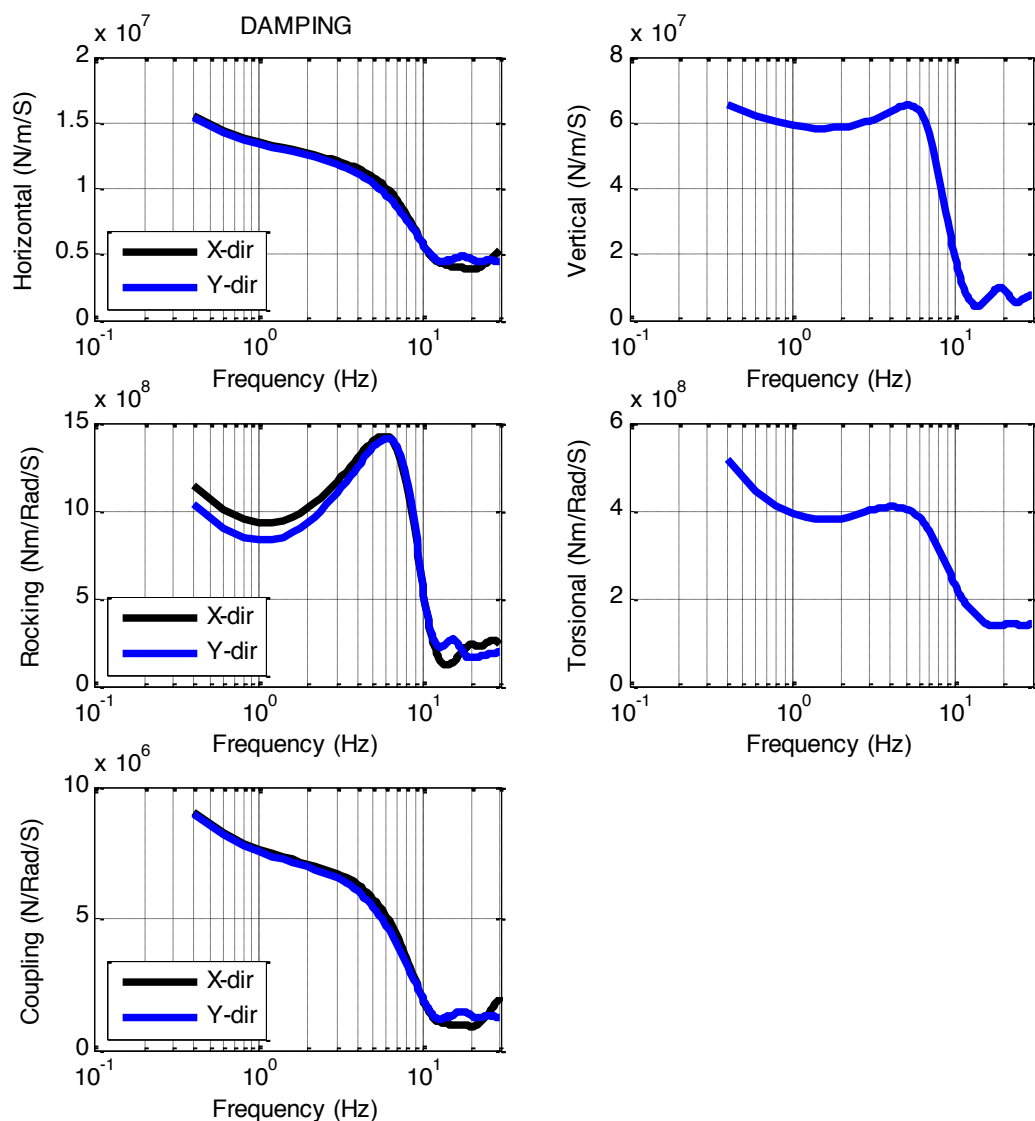 DAMPING
x 10^7
2
1.5
1
0.5
0
Horizontal (N/m/S)
X-dir
Y-dir
10^-1 10^0 10^1
Frequency (Hz)
x 10^7
8
6
4
2
0
Vertical (N/m/S)
10^-1 10^0 10^1
Frequency (Hz)
x 10^8
15
10
5
0
Rocking (Nm/Rad/S)
X-dir
Y-dir
10^-1 10^0 10^1
Frequency (Hz)
x 10^8
6
4
2
0
Torsional (Nm/Rad/S)
10^-1 10^0 10^1
Frequency (Hz)
x 10^6
10
5
0
Coupling (N/Rad/S)
X-dir
Y-dir
10^-1 10^0 10^1
Frequency (Hz)